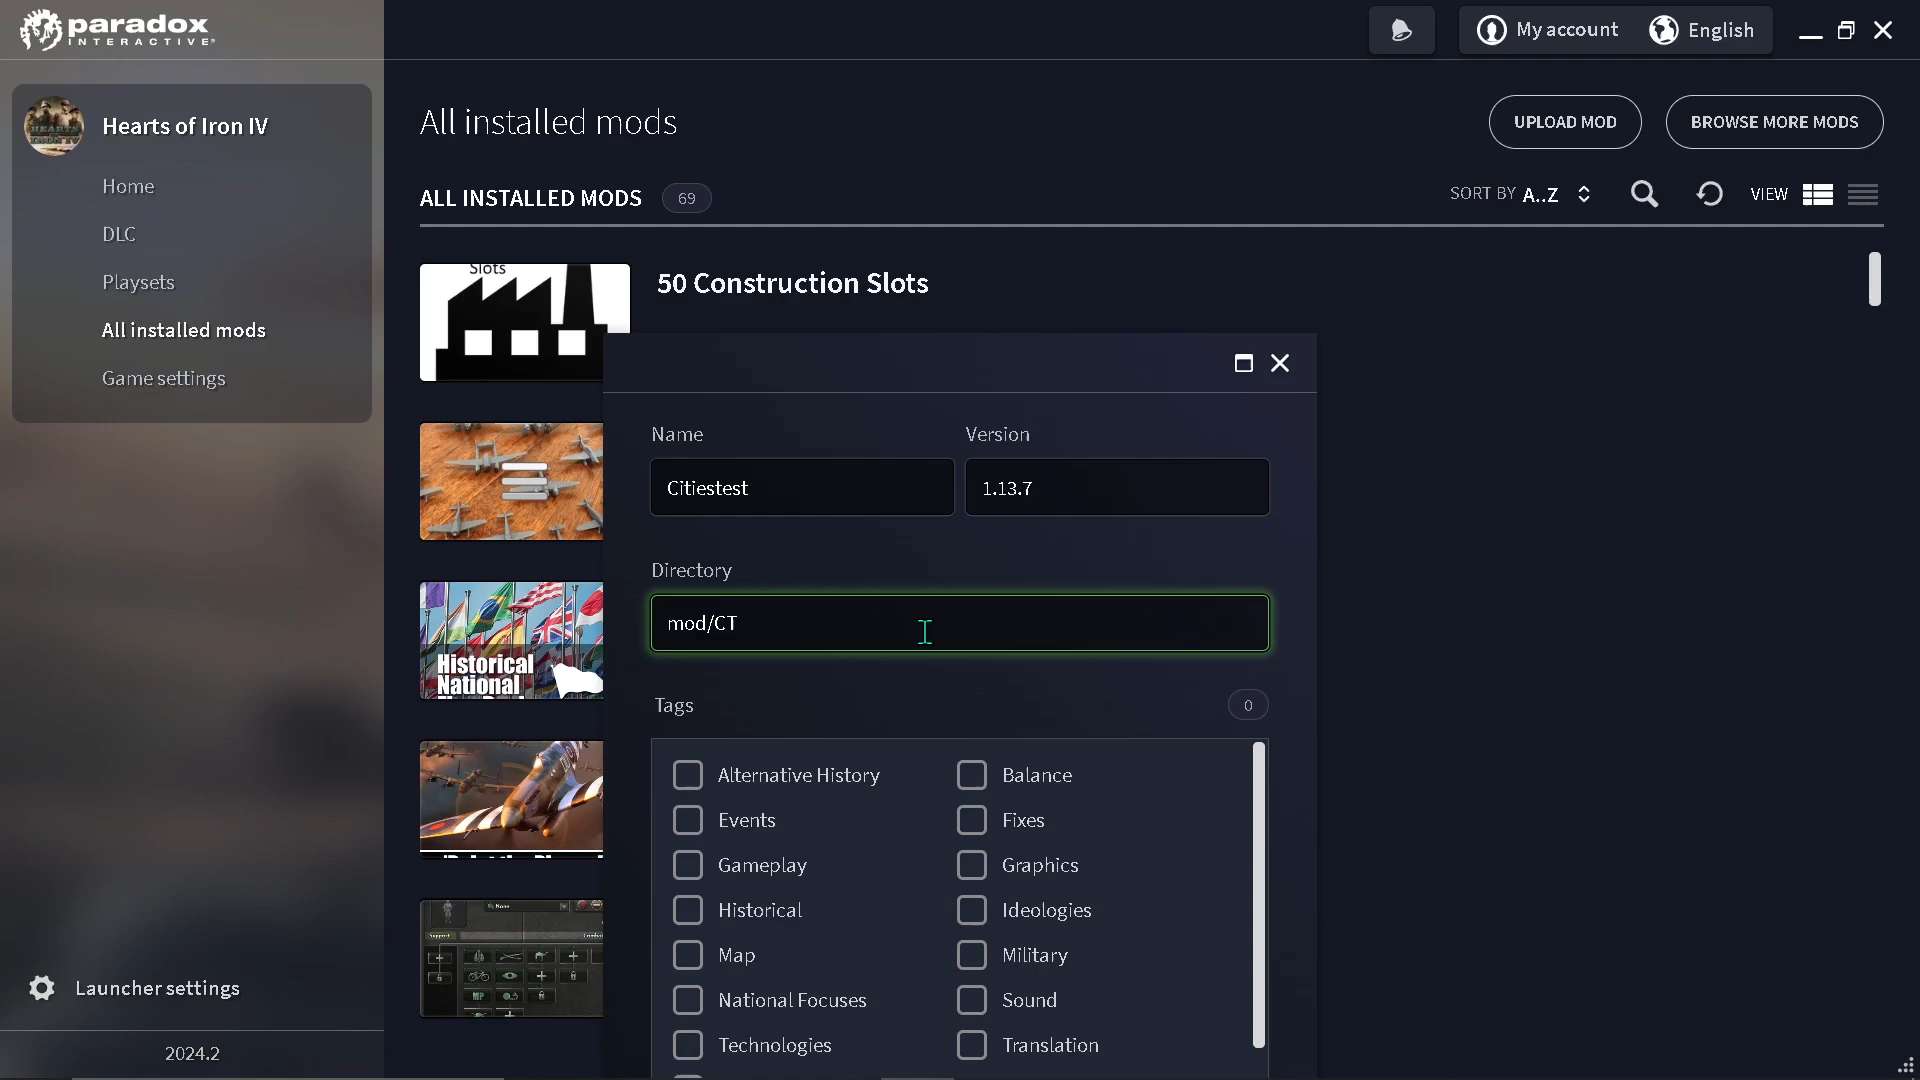 paradox
INTERACTIVE
My account
English
Hearts of Iron IV
Home
DLC
Playsets
All installed mods
Game settings
Launcher settings
2024.2
All installed mods
UPLOAD MOD
BROWSE MORE MODS
ALL INSTALLED MODS 69
SORT BY A..Z
VIEW
Slots
50 Construction Slots
Historical
National
HEARTS
Name
Version
Citiestest
1.13.7
Directory
mod/CT
Tags
0
Alternative History
Balance
Events
Fixes
Gameplay
Graphics
Historical
Ideologies
Map
Military
National Focuses
Sound
Technologies
Translation
None
Support